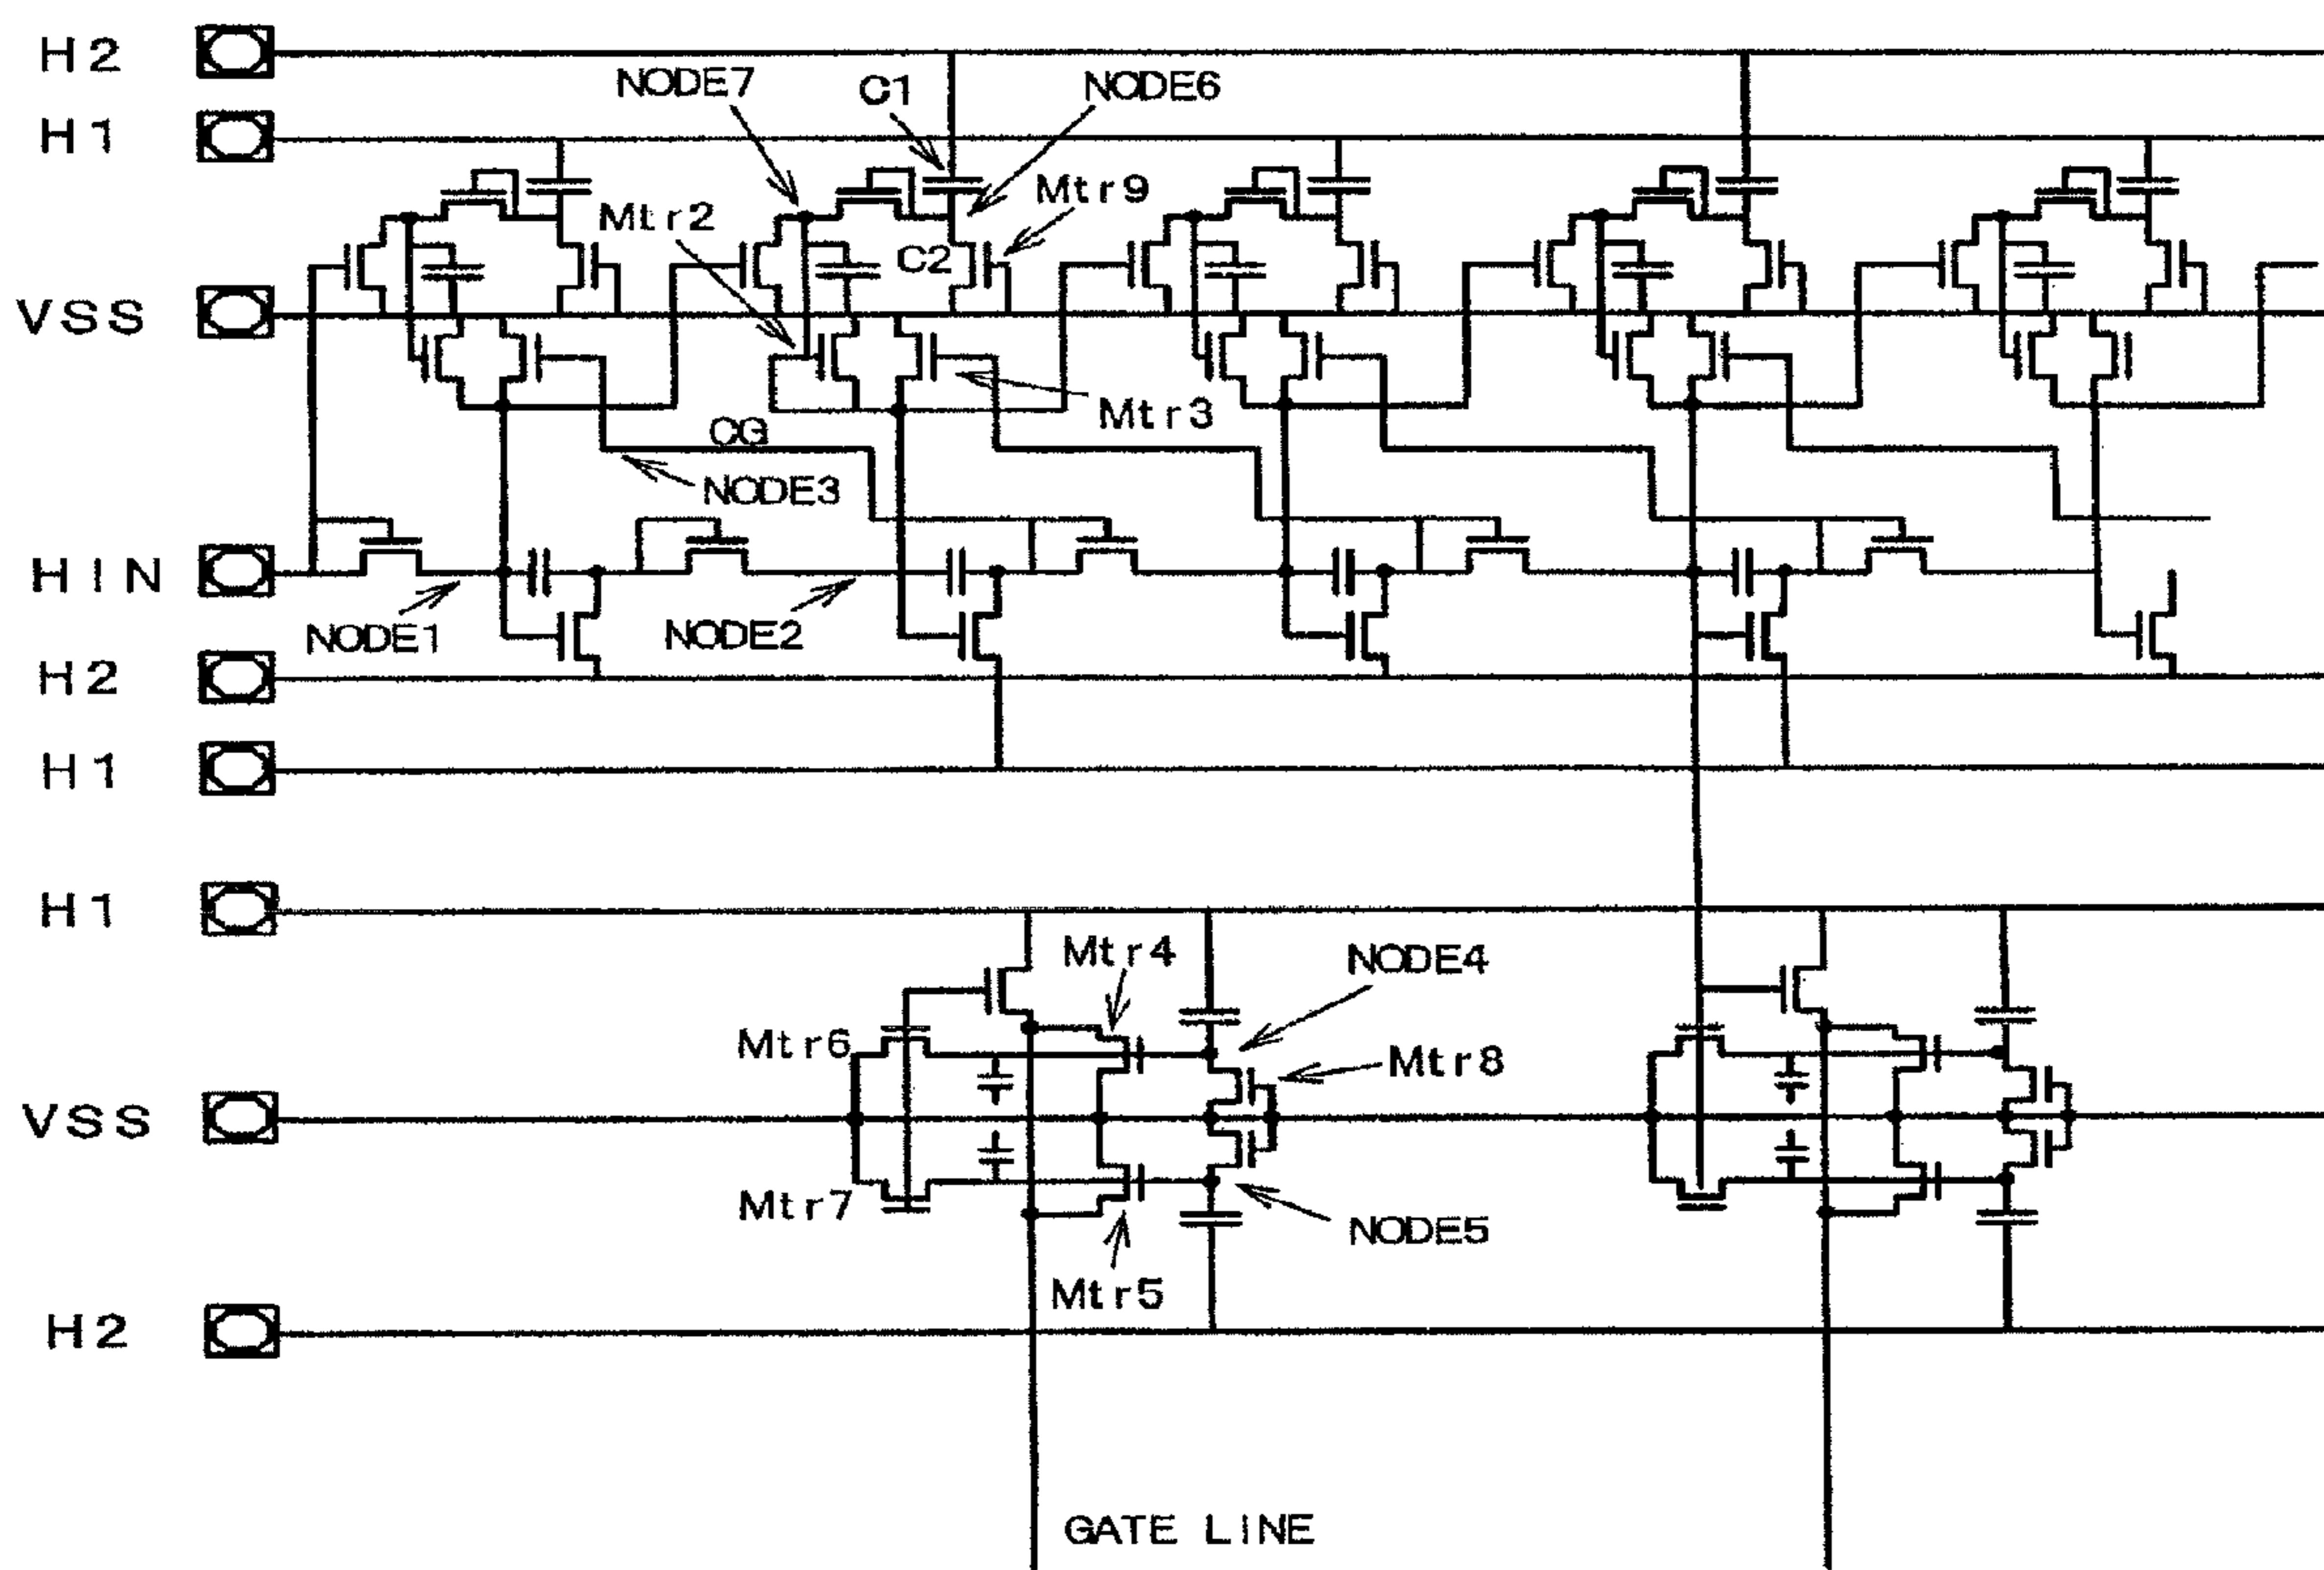 H2
NODE7
C1
NODE6
H1
Mtr9
Mtr2
C2
VSS
Mtr3
CG
NODE3
HIN
NODE1
NODE2
H2
H1
H1
Mtr4
NODE4
Mtr6
Mtr8
VSS
Mtr7
NODE5
Mtr5
H2
GATE LINE